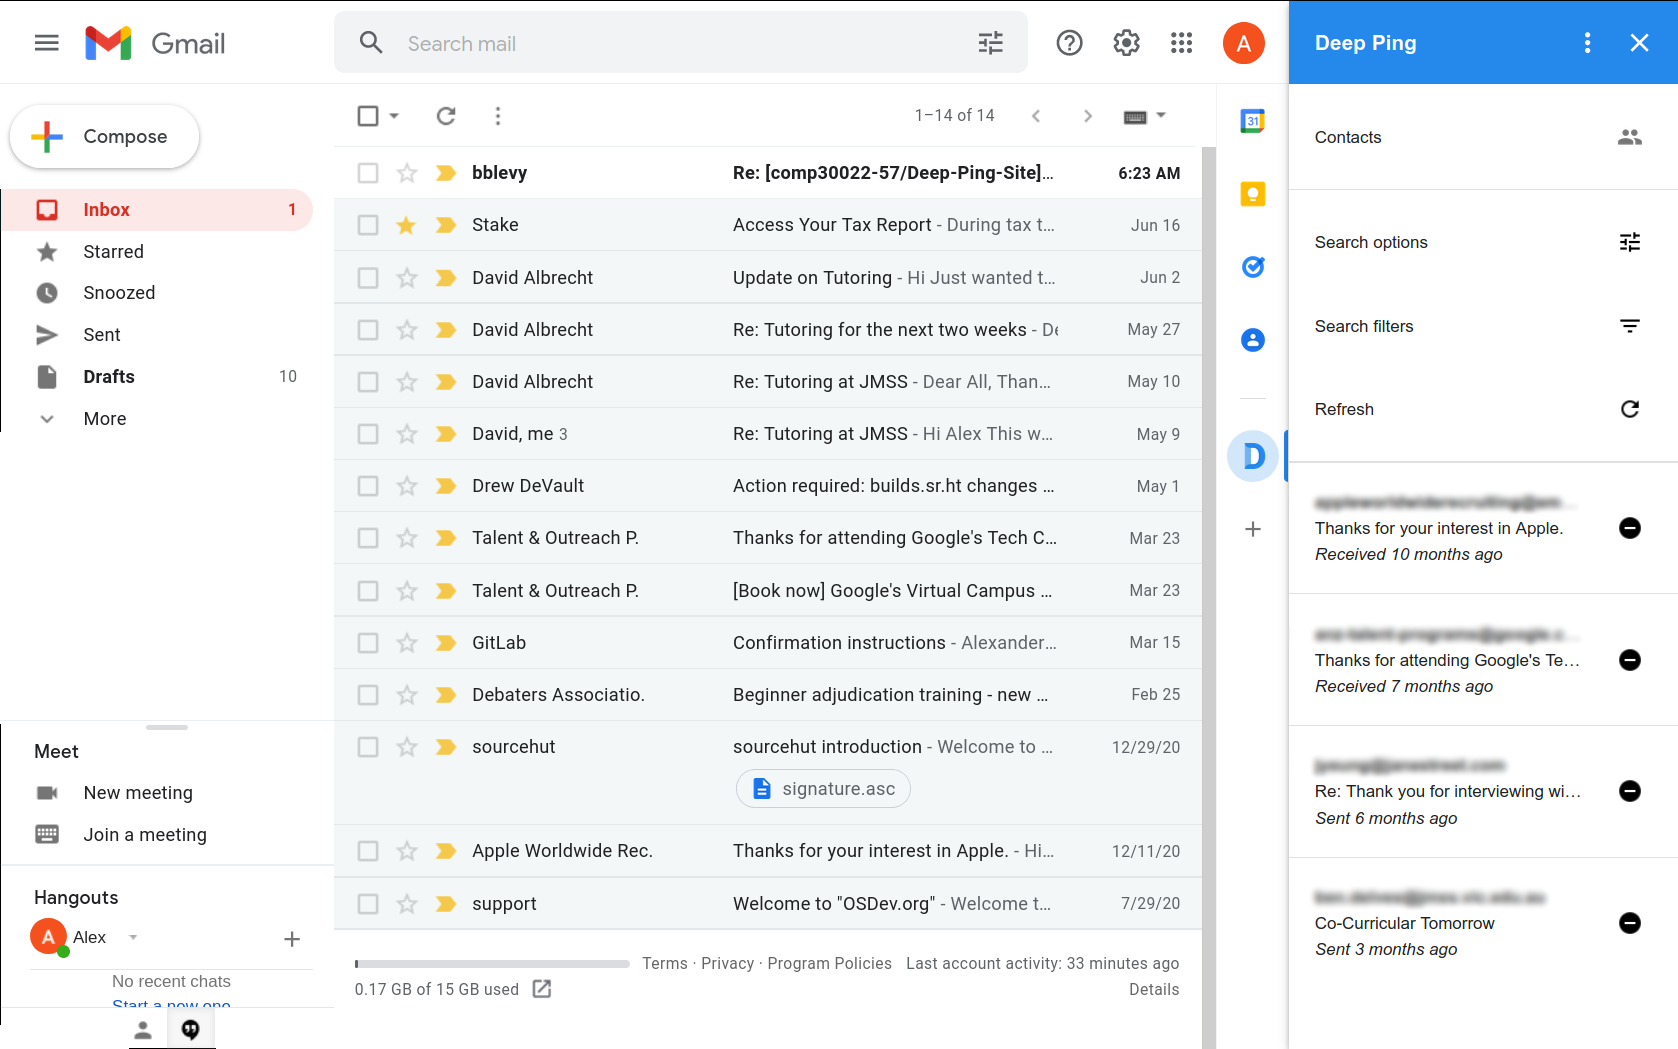 Gmail
Search mail
A
Deep Ping
Compose
1–14 of 14
Inbox 1
Starred
Snoozed
Sent
Drafts 10
More
bblevy Re: [comp30022-57/Deep-Ping-Site]… 6:23 AM
Stake Access Your Tax Report - During tax t… Jun 16
David Albrecht Update on Tutoring - Hi Just wanted t… Jun 2
David Albrecht Re: Tutoring for the next two weeks - De May 27
David Albrecht Re: Tutoring at JMSS - Dear All, Than… May 10
David, me 3 Re: Tutoring at JMSS - Hi Alex This w… May 9
Drew DeVault Action required: builds.sr.ht changes … May 1
Talent & Outreach P. Thanks for attending Google's Tech C… Mar 23
Talent & Outreach P. [Book now] Google's Virtual Campus … Mar 23
GitLab Confirmation instructions - Alexander… Mar 15
Debaters Associatio. Beginner adjudication training - new … Feb 25
sourcehut sourcehut introduction - Welcome to … 12/29/20
signature.asc
Apple Worldwide Rec. Thanks for your interest in Apple. - Hi… 12/11/20
support Welcome to "OSDev.org" - Welcome t… 7/29/20
Terms · Privacy · Program Policies
Last account activity: 33 minutes ago
0.17 GB of 15 GB used
Details
Meet
New meeting
Join a meeting
Hangouts
A Alex
No recent chats
Start a new one
31
D
Contacts
Search options
Search filters
Refresh
Thanks for your interest in Apple.
Received 10 months ago
Thanks for attending Google's Te…
Received 7 months ago
Re: Thank you for interviewing wi…
Sent 6 months ago
Co-Curricular Tomorrow
Sent 3 months ago